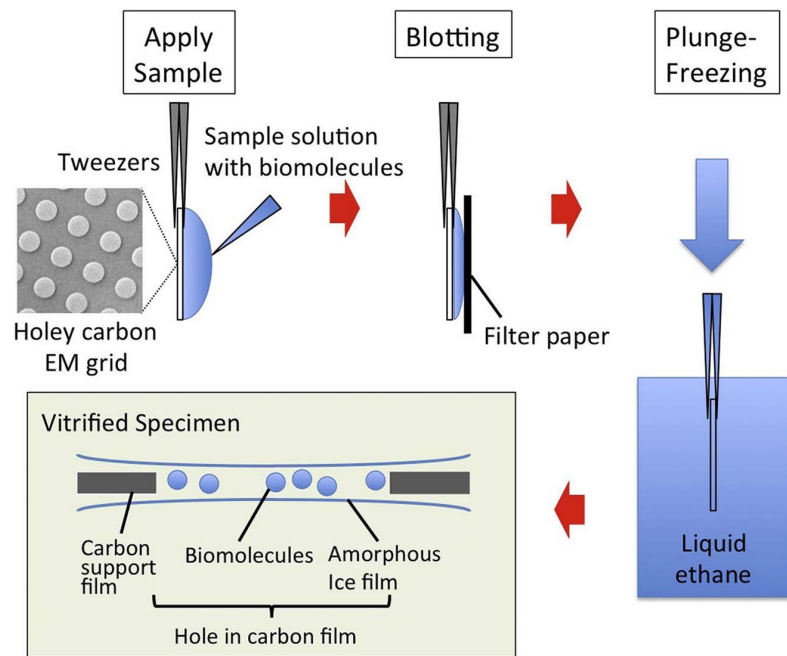 Apply
Sample
Blotting
Plunge-
Freezing
Tweezers
Sample solution
with biomolecules
Holey carbon
EM grid
Filter paper
Liquid
ethane
Vitrified Specimen
Carbon
support
film
Biomolecules
Amorphous
Ice film
Hole in carbon film